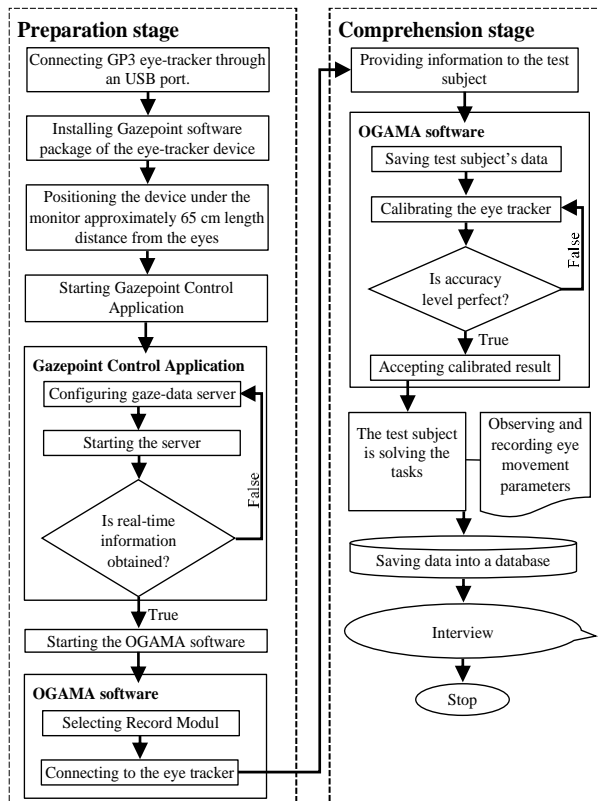 Preparation stage
Connecting GP3 eye-tracker through
an USB port.
Installing Gazepoint software
package of the eye-tracker device
Positioning the device under the
monitor approximately 65 cm length
distance from the eyes
Starting Gazepoint Control
Application
Gazepoint Control Application
Configuring gaze-data server
Starting the server
False
Is real-time
information
obtained?
True
Starting the OGAMA software
OGAMA software
Selecting Record Modul
Connecting to the eye tracker
Comprehension stage
Providing information to the test
subject
OGAMA software
Saving test subject's data
Calibrating the eye tracker
False
Is accuracy
level perfect?
True
Accepting calibrated result
The test subject
is solving the
tasks
Observing and
recording eye
movement
parameters
Saving data into a database
Interview
Stop